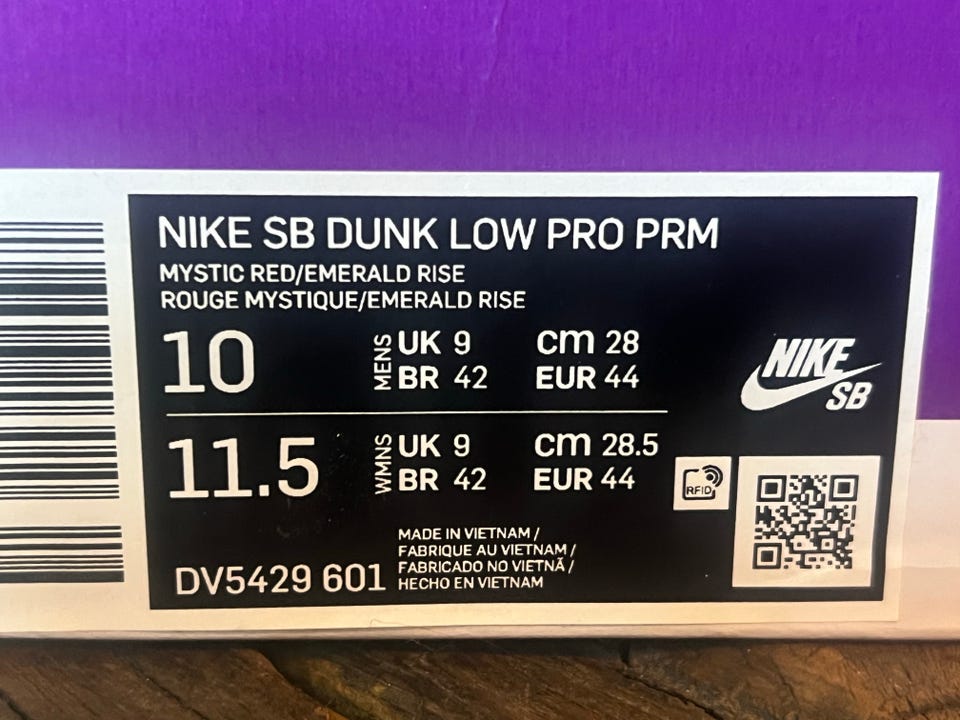 NIKE SB DUNK LOW PRO PRM
MYSTIC RED/EMERALD RISE
ROUGE MYSTIQUE/EMERALD RISE
10 MENS UK 9 cm 28
BR 42 EUR 44
11.5 WMNS UK 9 cm 28.5
BR 42 EUR 44
NIKE
SB
RFID
MADE IN VIETNAM /
FABRIQUE AU VIETNAM /
FABRICADO NO VIETNÃ /
HECHO EN VIETNAM
DV5429 601